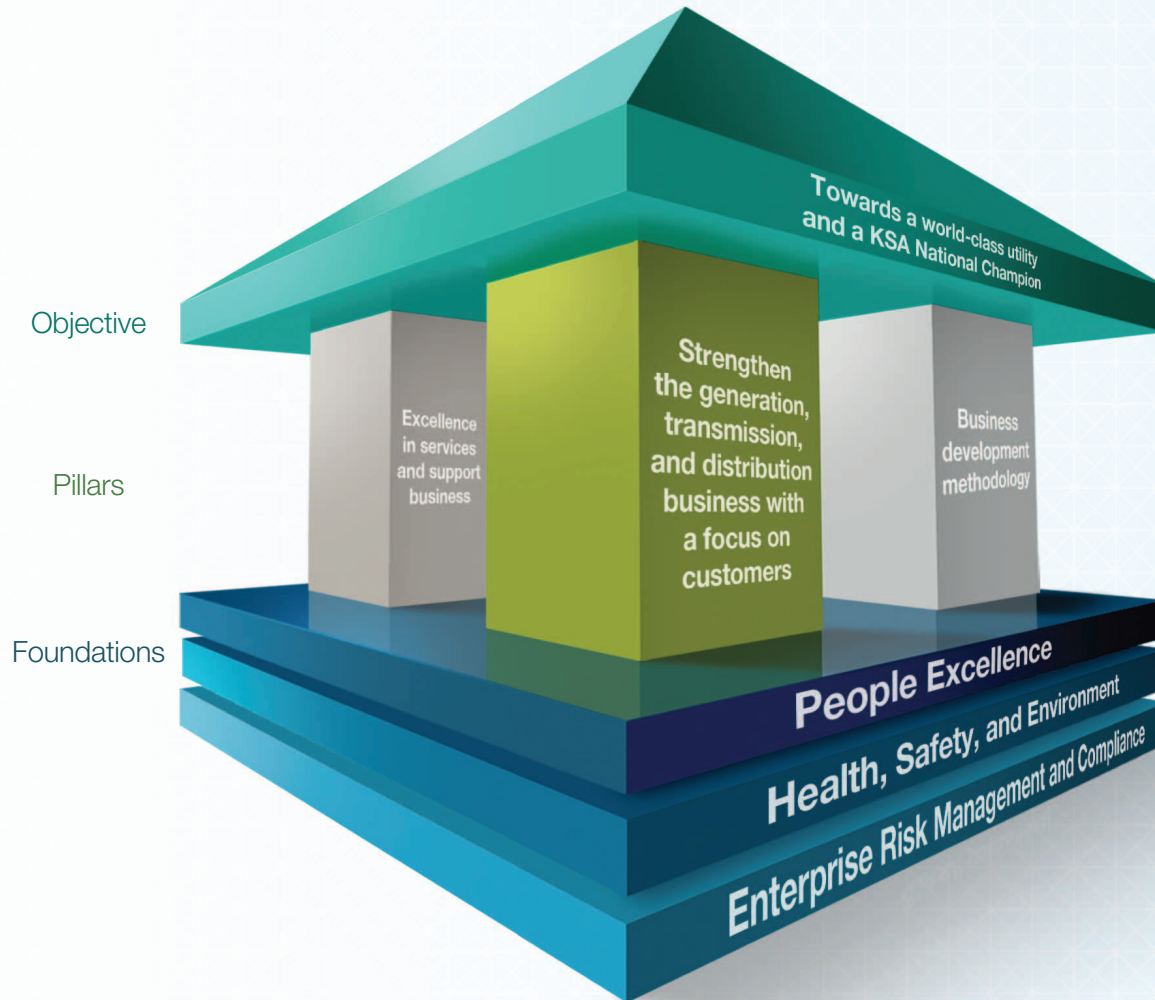 Towards a world-class utility
and a KSA National Champion
Objective
Excellence
in services
and support
business
Strengthen
the generation,
transmission,
and distribution
business with
a focus on
customers
Business
development
methodology
Pillars
Foundations
People Excellence
Health, Safety, and Environment
Enterprise Risk Management and Compliance